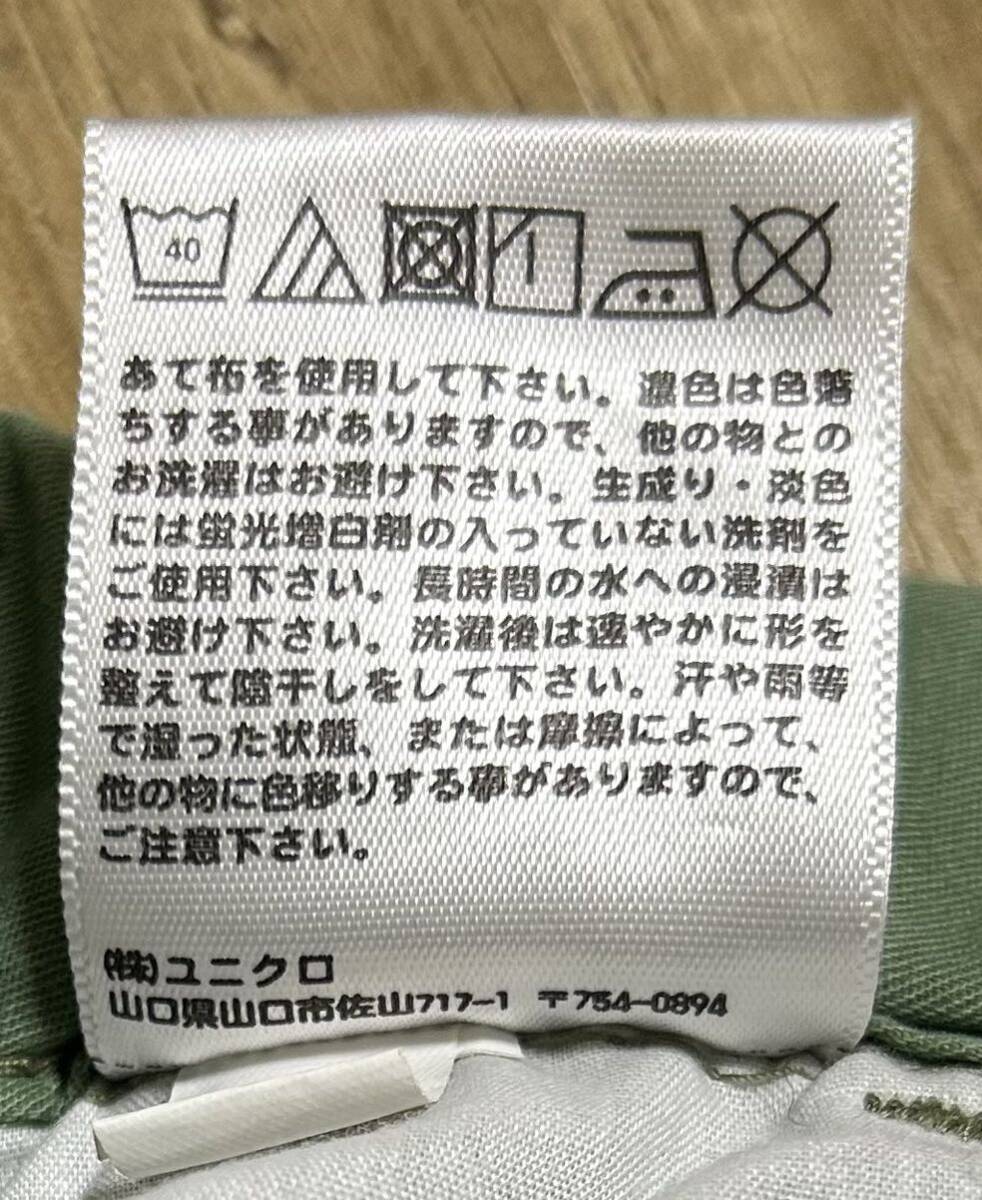 40
あて布を使用して下さい。濃色は色落
ちする事がありますので、他の物との
お洗濯はお避け下さい。生成り・淡色
には蛍光増白剤の入っていない洗剤を
ご使用下さい。長時間の水への浸漬は
お避け下さい。洗濯後は速やかに形を
整えて陰干しをして下さい。汗や雨等
で湿った状態、または摩擦によって、
他の物に色移りする事がありますので、
ご注意下さい。
(株)ユニクロ
山口県山口市佐山717-1 〒754-0894